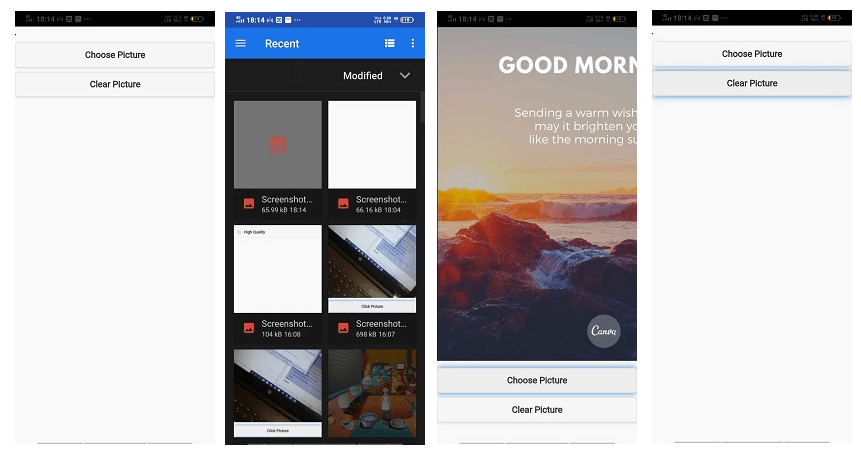 18:14
Choose Picture
Clear Picture
18:14
Recent
Modified
Screenshot...
65.99 kB 18:14
Screenshot...
66.16 kB 18:04
High Quality
Click Picture
Screenshot...
104 kB 16:08
Screenshot...
698 kB 16:07
Click Picture
18:14
GOOD MORN
Sending a warm wish
may it brighten yo
like the morning su
Canva
Choose Picture
Clear Picture
18:14
Choose Picture
Clear Picture